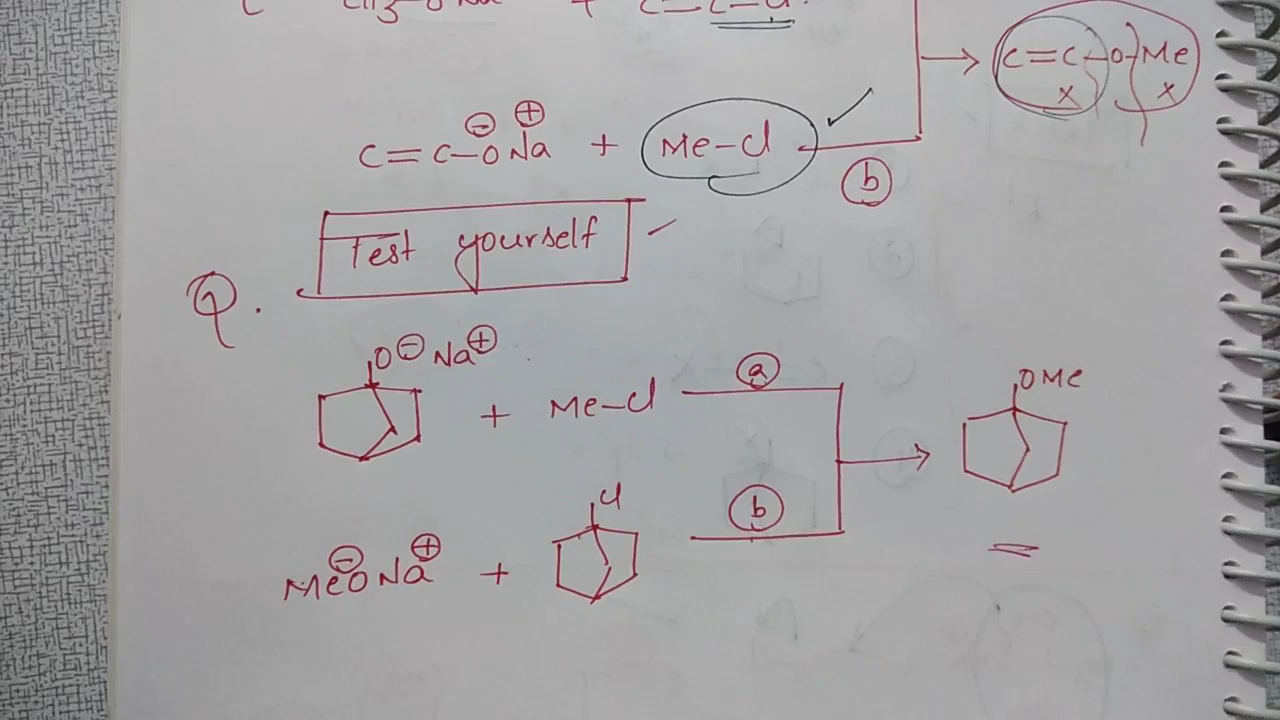 C=C-O-Me
x x
C=C-O⊖Na⊕ + Me-Cl ✓
ⓑ
Test yourself
Q.
O⊖ Na⊕ + Me-Cl ⓐ → OMe
MeO⊖Na⊕ + Cl ⓑ